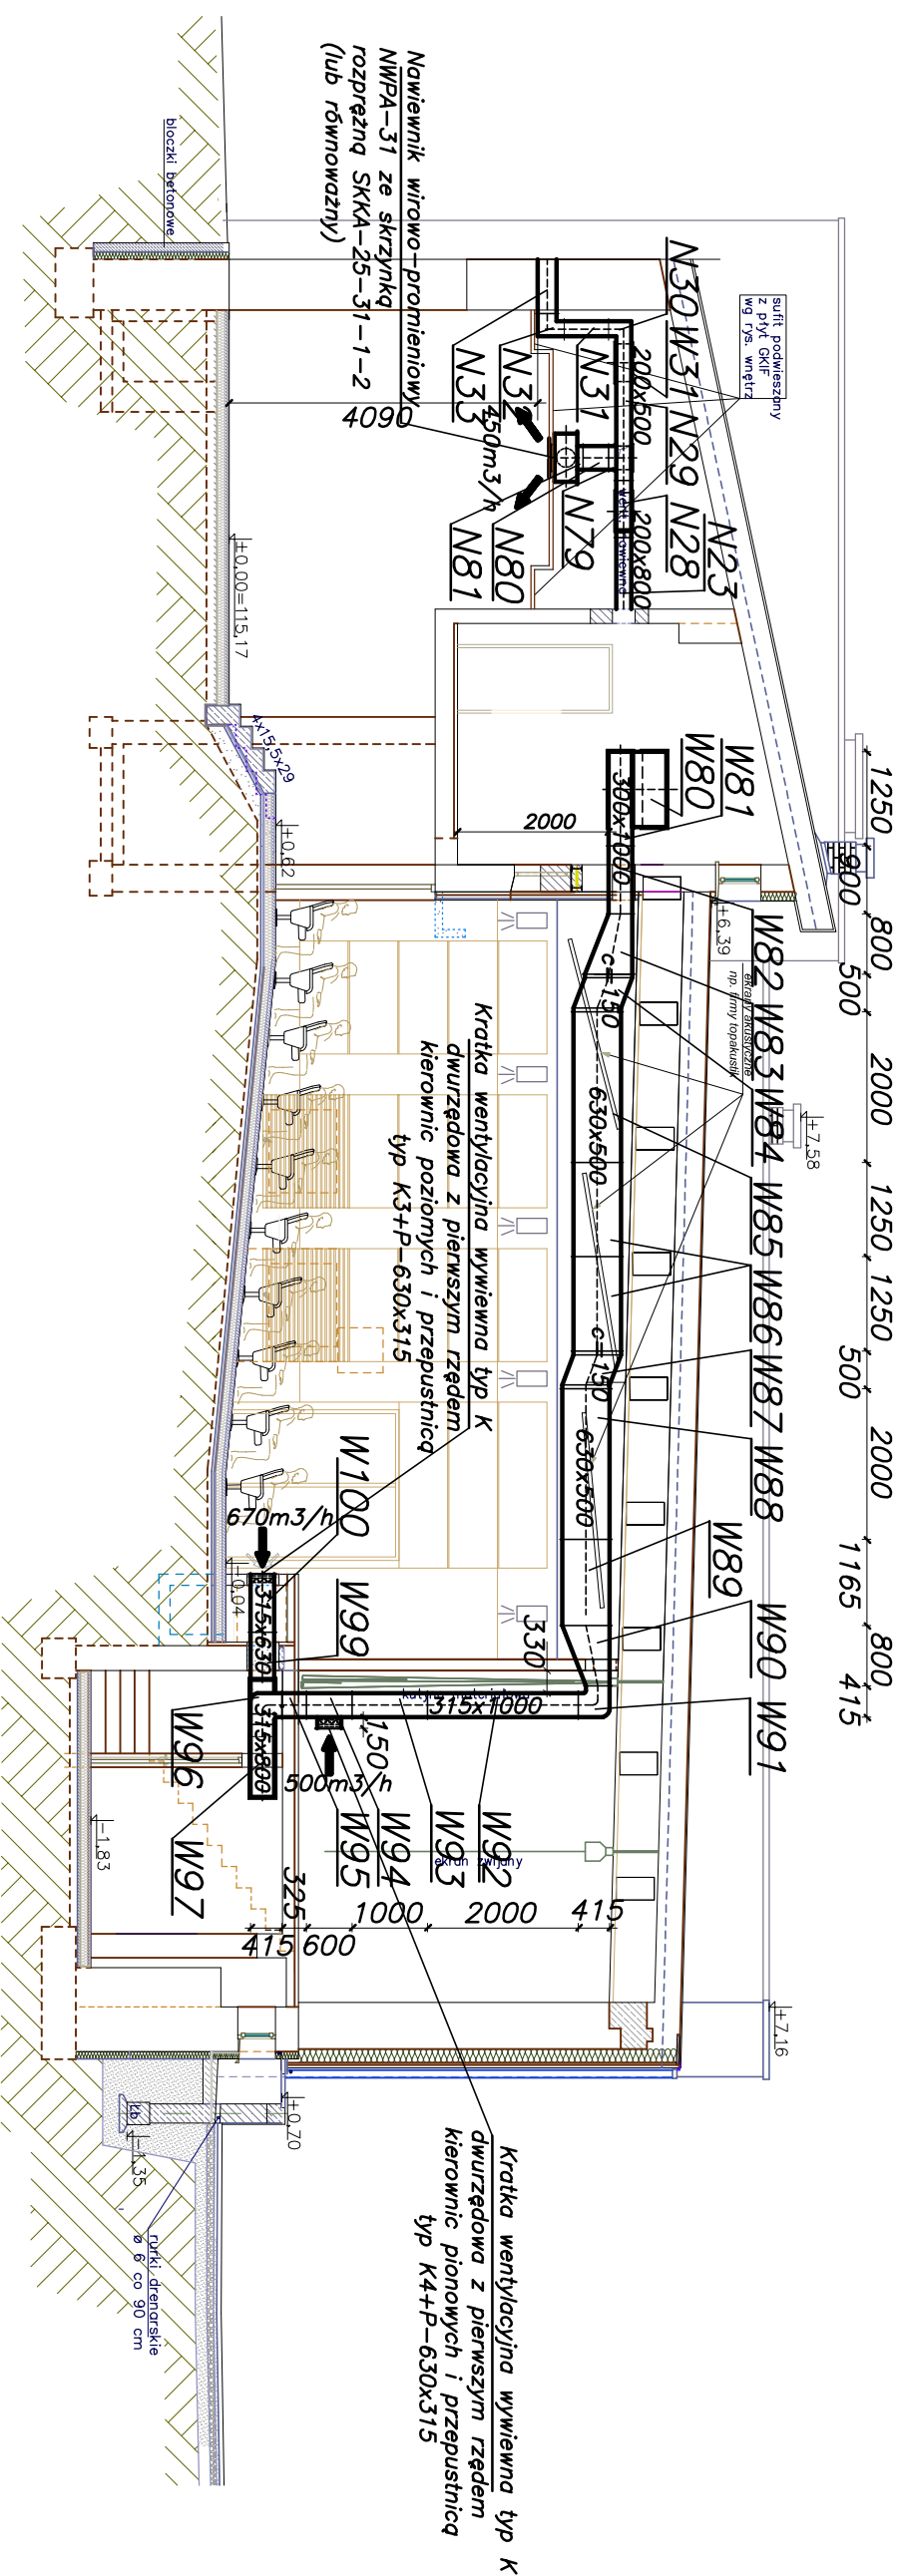 1250
900
800
500
2000
1250
1250
500
2000
1165
800
415
sufit podwieszany
z płyt GKIF
wg rys. wnętrz
N30
W31
N29
N28
N23
200x500
200x800
N31
N32
N33
N79
N80
N81
450m3/h
4090
Nawiewnik wirowo-promieniowy
NWPA-31 ze skrzynką
rozprężną SKKA-25-31-1-2
(lub równoważny)
bloczki betonowe
±0,00=115,17
4x15,5x29
+0,62
2000
W81
W80
300x1000
+6,39
W82
W83
W84
W85
W86
W87
W88
W89
W90
W91
ekrany akustyczne
np. firmy topakustik
+7,58
c=150
630x500
c=150
630x500
Kratka wentylacyjna wywiewna typ K
dwurzędowa z pierwszym rzędem
kierownic poziomych i przepustnicą
typ K3+P-630x315
W100
670m3/h
-0,04
315x630
W99
330
315x1000
150
500m3/h
315x800
W96
W97
W95
W94
W93
W92
ekran zwijany
-1,83
415
325
600
1000
2000
415
+7,16
+0,70
-1,35
Łb
rurki drenarskie
ø 6 co 90 cm
Kratka wentylacyjna wywiewna typ K
dwurzędowa z pierwszym rzędem
kierownic pionowych i przepustnicą
typ K4+P-630x315